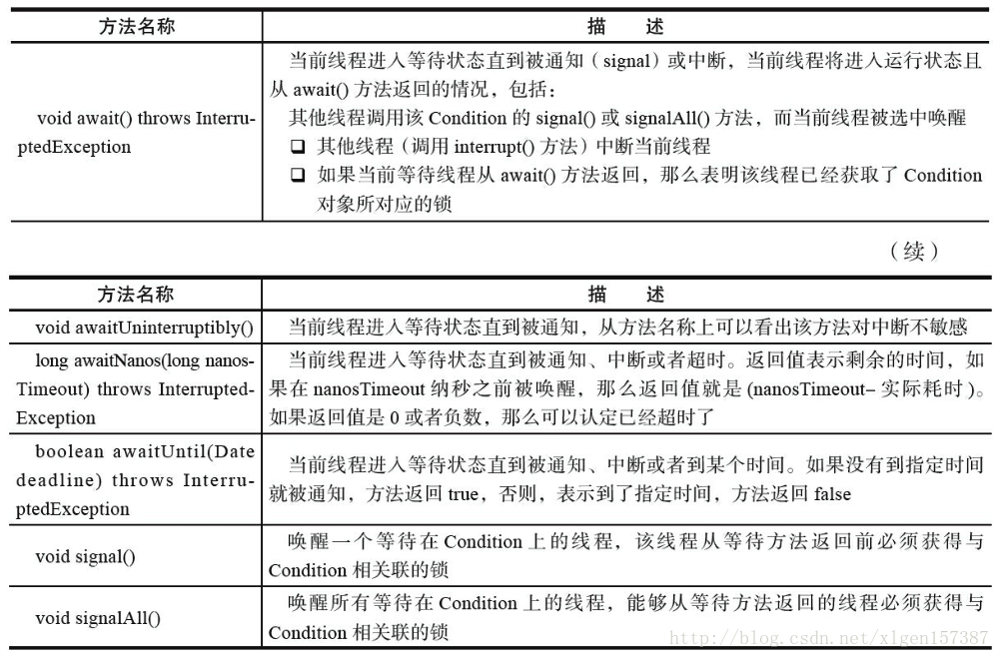 方法名称 描 述
void await() throws Interru-
ptedException
当前线程进入等待状态直到被通知（signal）或中断，当前线程将进入运行状态且
从 await() 方法返回的情况，包括：
其他线程调用该 Condition 的 signal() 或 signalAll() 方法，而当前线程被选中唤醒
❑ 其他线程（调用 interrupt() 方法）中断当前线程
❑ 如果当前等待线程从 await() 方法返回，那么表明该线程已经获取了 Condition
对象所对应的锁
（续）
方法名称 描 述
void awaitUninterruptibly()
当前线程进入等待状态直到被通知，从方法名称上可以看出该方法对中断不敏感
long awaitNanos(long nanos-
Timeout) throws Interrupted-
Exception
当前线程进入等待状态直到被通知、中断或者超时。返回值表示剩余的时间，如
果在 nanosTimeout 纳秒之前被唤醒，那么返回值就是 (nanosTimeout– 实际耗时 )。
如果返回值是 0 或者负数，那么可以认定已经超时了
boolean awaitUntil(Date
deadline) throws Interru-
ptedException
当前线程进入等待状态直到被通知、中断或者到某个时间。如果没有到指定时间
就被通知，方法返回 true，否则，表示到了指定时间，方法返回 false
void signal()
唤醒一个等待在 Condition 上的线程，该线程从等待方法返回前必须获得与
Condition 相关联的锁
void signalAll()
唤醒所有等待在 Condition 上的线程，能够从等待方法返回的线程必须获得与
Condition 相关联的锁
http://blog.csdn.net/xlgen157387